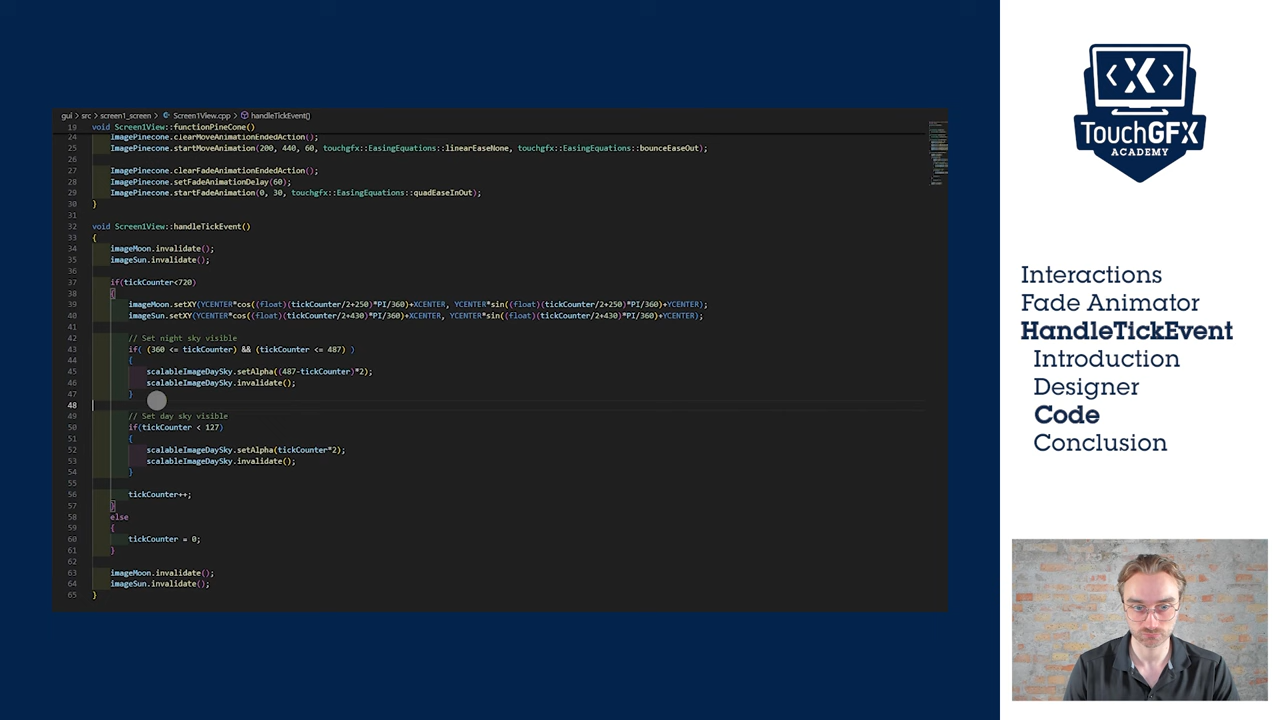 gui > src > screen1_screen > Screen1View.cpp > handleTickEvent()
19 void Screen1View::functionPineCone()
24 ImagePinecone.clearMoveAnimationEndedAction();
25 ImagePinecone.startMoveAnimation(200, 440, 60, touchgfx::EasingEquations::linearEaseNone, touchgfx::EasingEquations::bounceEaseOut);
26
27 ImagePinecone.clearFadeAnimationEndedAction();
28 ImagePinecone.setFadeAnimationDelay(60);
29 ImagePinecone.startFadeAnimation(0, 30, touchgfx::EasingEquations::quadEaseInOut);
30 }
31
32 void Screen1View::handleTickEvent()
33 {
34 imageMoon.invalidate();
35 imageSun.invalidate();
36
37 if(tickCounter<720)
38 {
39 imageMoon.setXY(YCENTER*cos((float)(tickCounter/2+250)*PI/360)+XCENTER, YCENTER*sin((float)(tickCounter/2+250)*PI/360)+YCENTER);
40 imageSun.setXY(YCENTER*cos((float)(tickCounter/2+430)*PI/360)+XCENTER, YCENTER*sin((float)(tickCounter/2+430)*PI/360)+YCENTER);
41
42 // Set night sky visible
43 if( (360 <= tickCounter) && (tickCounter <= 487) )
44 {
45 scalableImageDaySky.setAlpha((487-tickCounter)*2);
46 scalableImageDaySky.invalidate();
47 }
48
49 // Set day sky visible
50 if(tickCounter < 127)
51 {
52 scalableImageDaySky.setAlpha(tickCounter*2);
53 scalableImageDaySky.invalidate();
54 }
55
56 tickCounter++;
57 }
58 else
59 {
60 tickCounter = 0;
61 }
62
63 imageMoon.invalidate();
64 imageSun.invalidate();
65 }
TouchGFX
ACADEMY
Interactions
Fade Animator
HandleTickEvent
Introduction
Designer
Code
Conclusion